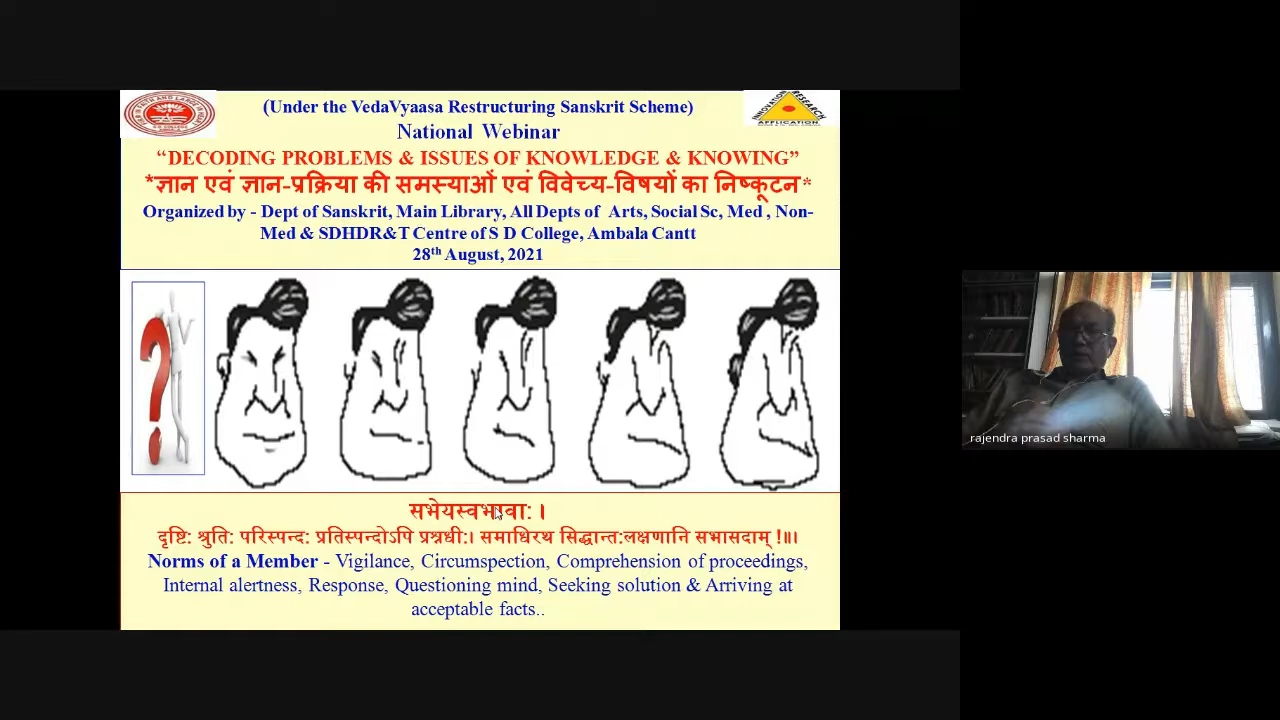 (Under the VedaVyaasa Restructuring Sanskrit Scheme)
National Webinar
“DECODING PROBLEMS & ISSUES OF KNOWLEDGE & KNOWING”
*ज्ञान एवं ज्ञान-प्रक्रिया की समस्याओं एवं विवेच्य-विषयों का निष्कूटन*
Organized by - Dept of Sanskrit, Main Library, All Depts of Arts, Social Sc, Med , Non-
Med & SDHDR&T Centre of S D College, Ambala Cantt
28th August, 2021
INNOVATION RESEARCH
APPLICATION
?
सभेयस्वभावा: ।
दृष्टि: श्रुति: परिस्पन्द: प्रतिस्पन्दोऽपि प्रश्नधी:। समाधिरथ सिद्धान्त:लक्षणानि सभासदाम् !॥।
Norms of a Member - Vigilance, Circumspection, Comprehension of proceedings,
Internal alertness, Response, Questioning mind, Seeking solution & Arriving at
acceptable facts..
rajendra prasad sharma